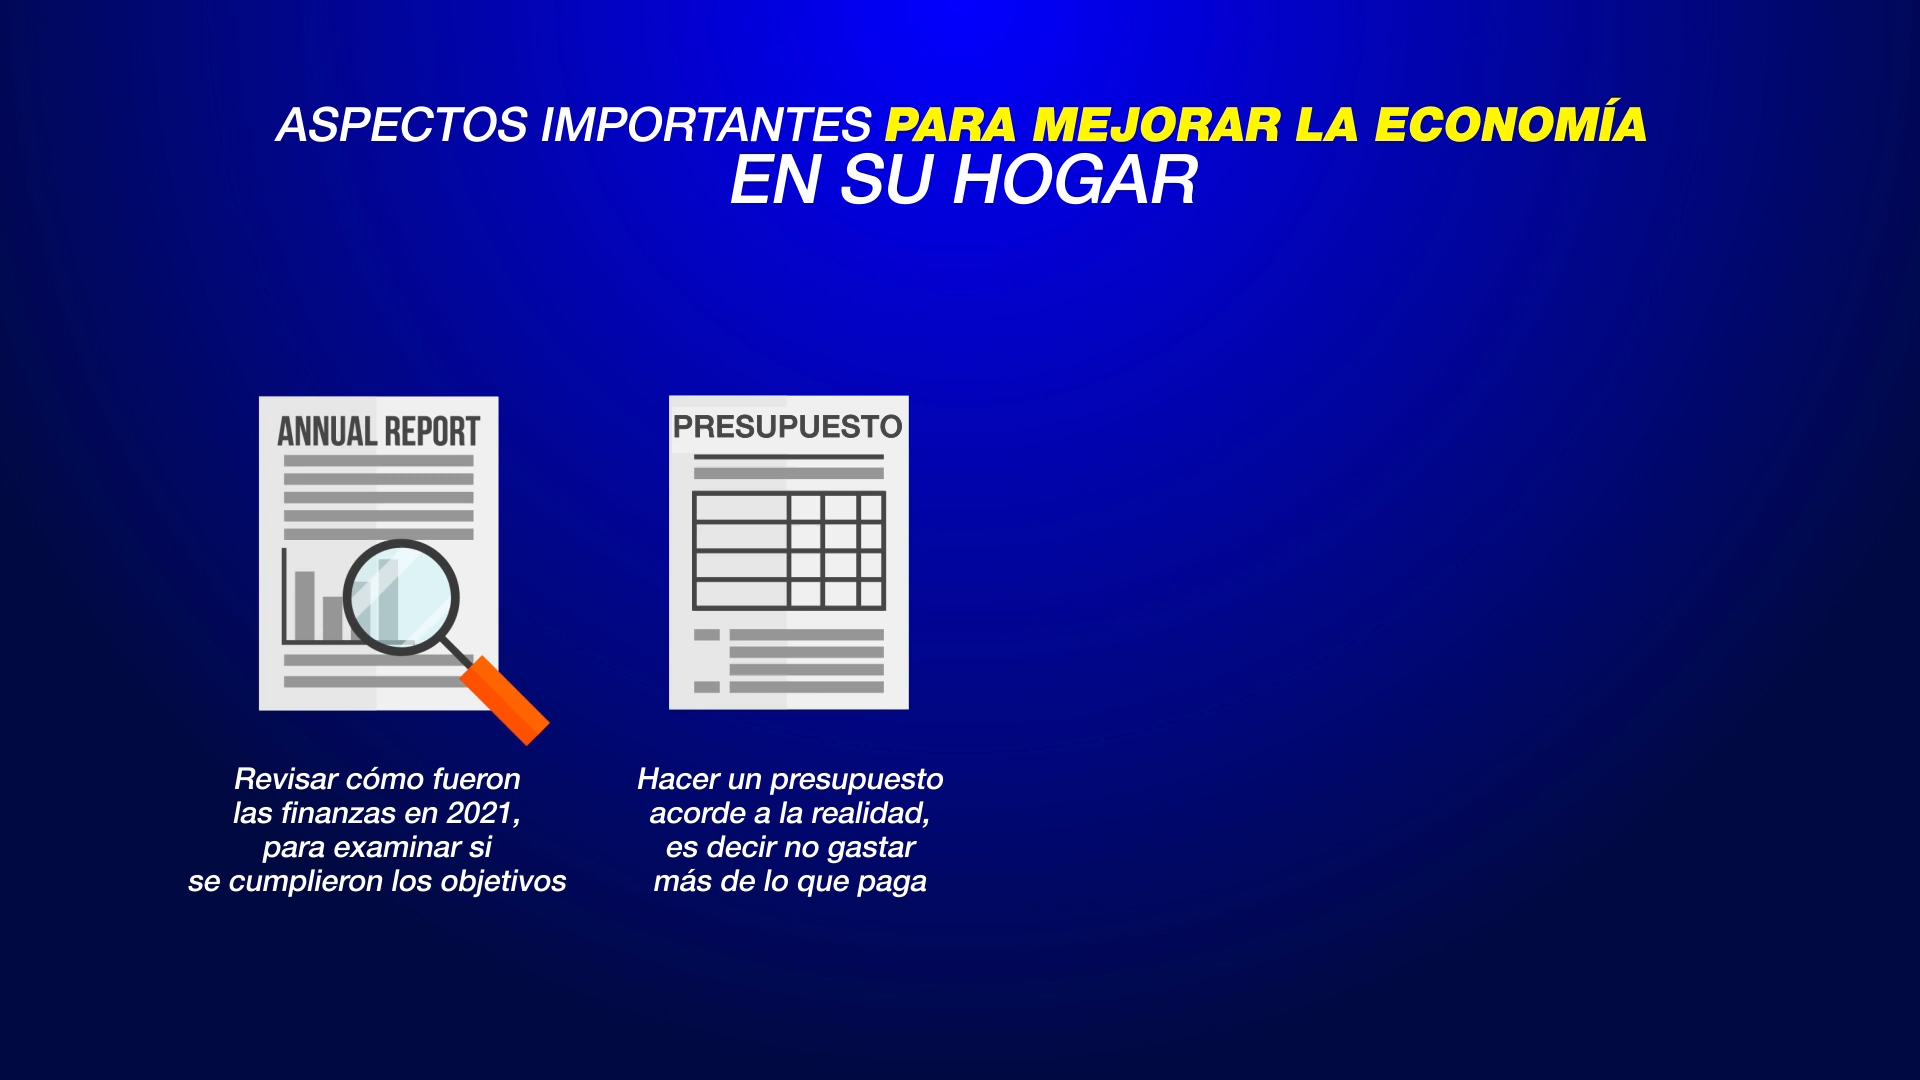 ASPECTOS IMPORTANTES PARA MEJORAR LA ECONOMÍA
EN SU HOGAR
ANNUAL REPORT
Revisar cómo fueron
las finanzas en 2021,
para examinar si
se cumplieron los objetivos
PRESUPUESTO
Hacer un presupuesto
acorde a la realidad,
es decir no gastar
más de lo que paga